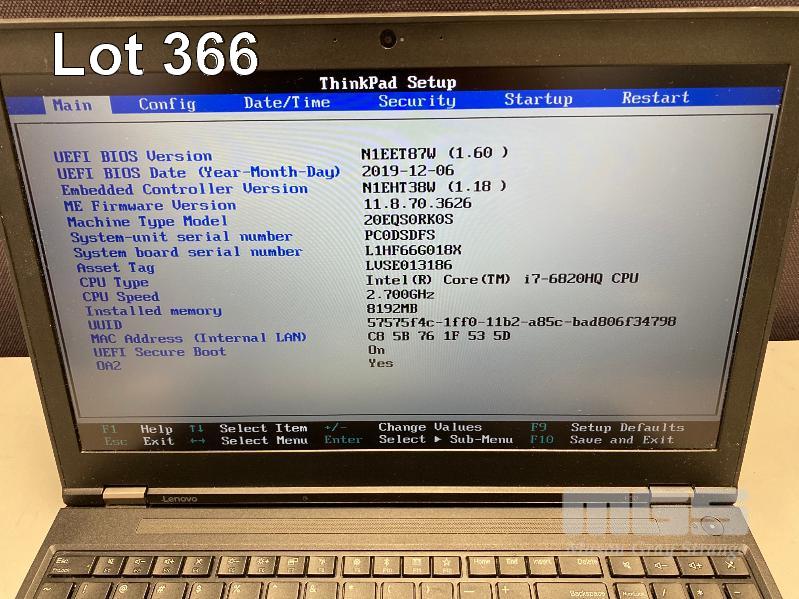 Lot 366
ThinkPad Setup
Main Config Date/Time Security Startup Restart
UEFI BIOS Version N1EET87W (1.60 )
UEFI BIOS Date (Year-Month-Day) 2019-12-06
Embedded Controller Version N1EHT38W (1.18 )
ME Firmware Version 11.8.70.3626
Machine Type Model 20EQS0RK0S
System-unit serial number PC0DSDFS
System board serial number L1HF66G018X
Asset Tag LVSE013186
CPU Type Intel(R) Core(TM) i7-6820HQ CPU
CPU Speed 2.700GHz
Installed memory 8192MB
UUID 57575f4c-1ff0-11b2-a85c-bad806f34798
MAC Address (Internal LAN) C8 5B 76 1F 53 5D
UEFI Secure Boot On
OA2 Yes
F1 Help ↑↓ Select Item +/- Change Values F9 Setup Defaults
Esc Exit ←→ Select Menu Enter Select ▶ Sub-Menu F10 Save and Exit
Lenovo
Esc Home End Insert Delete
Backspace